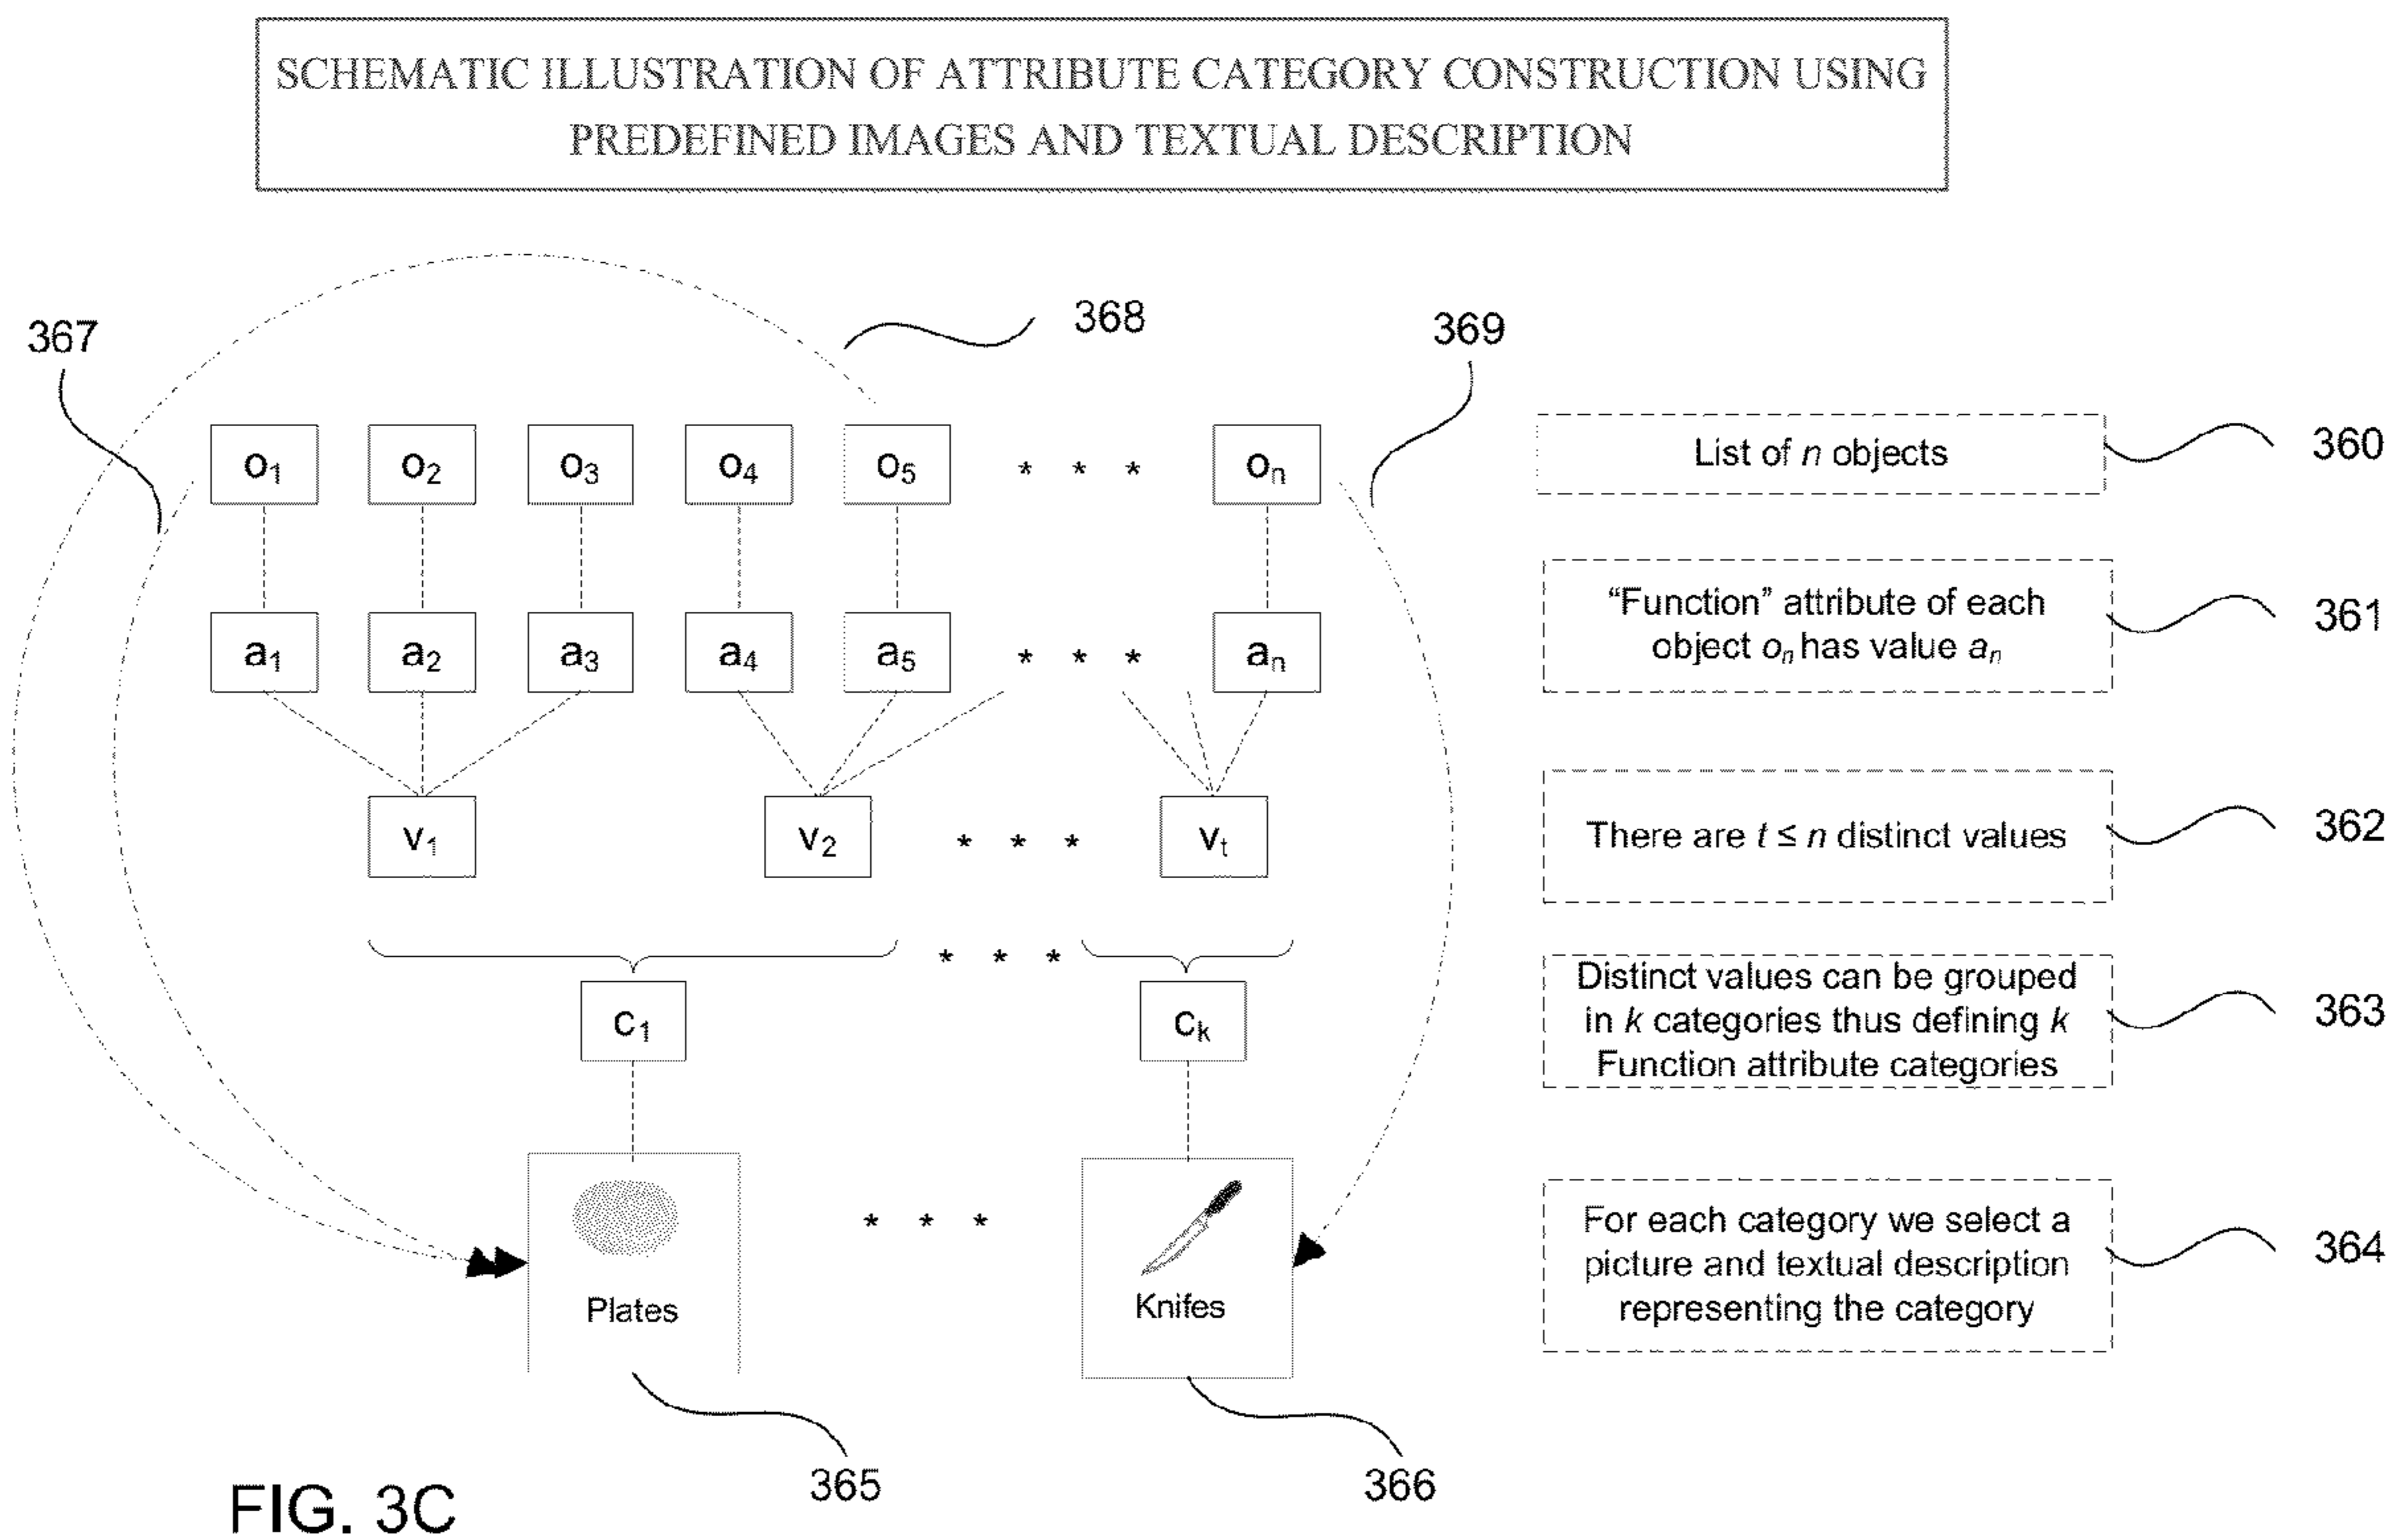 SCHEMATIC ILLUSTRATION OF ATTRIBUTE CATEGORY CONSTRUCTION USING
PREDEFINED IMAGES AND TEXTUAL DESCRIPTION
367
368
369
o₁ o₂ o₃ o₄ o₅ * * * oₙ
List of n objects
360
a₁ a₂ a₃ a₄ a₅ * * * aₙ
“Function” attribute of each
object oₙ has value aₙ
361
v₁ v₂ * * * vₜ
There are t ≤ n distinct values
362
* * *
c₁ cₖ
Distinct values can be grouped
in k categories thus defining k
Function attribute categories
363
* * *
Plates
Knifes
For each category we select a
picture and textual description
representing the category
364
365
366
FIG. 3C